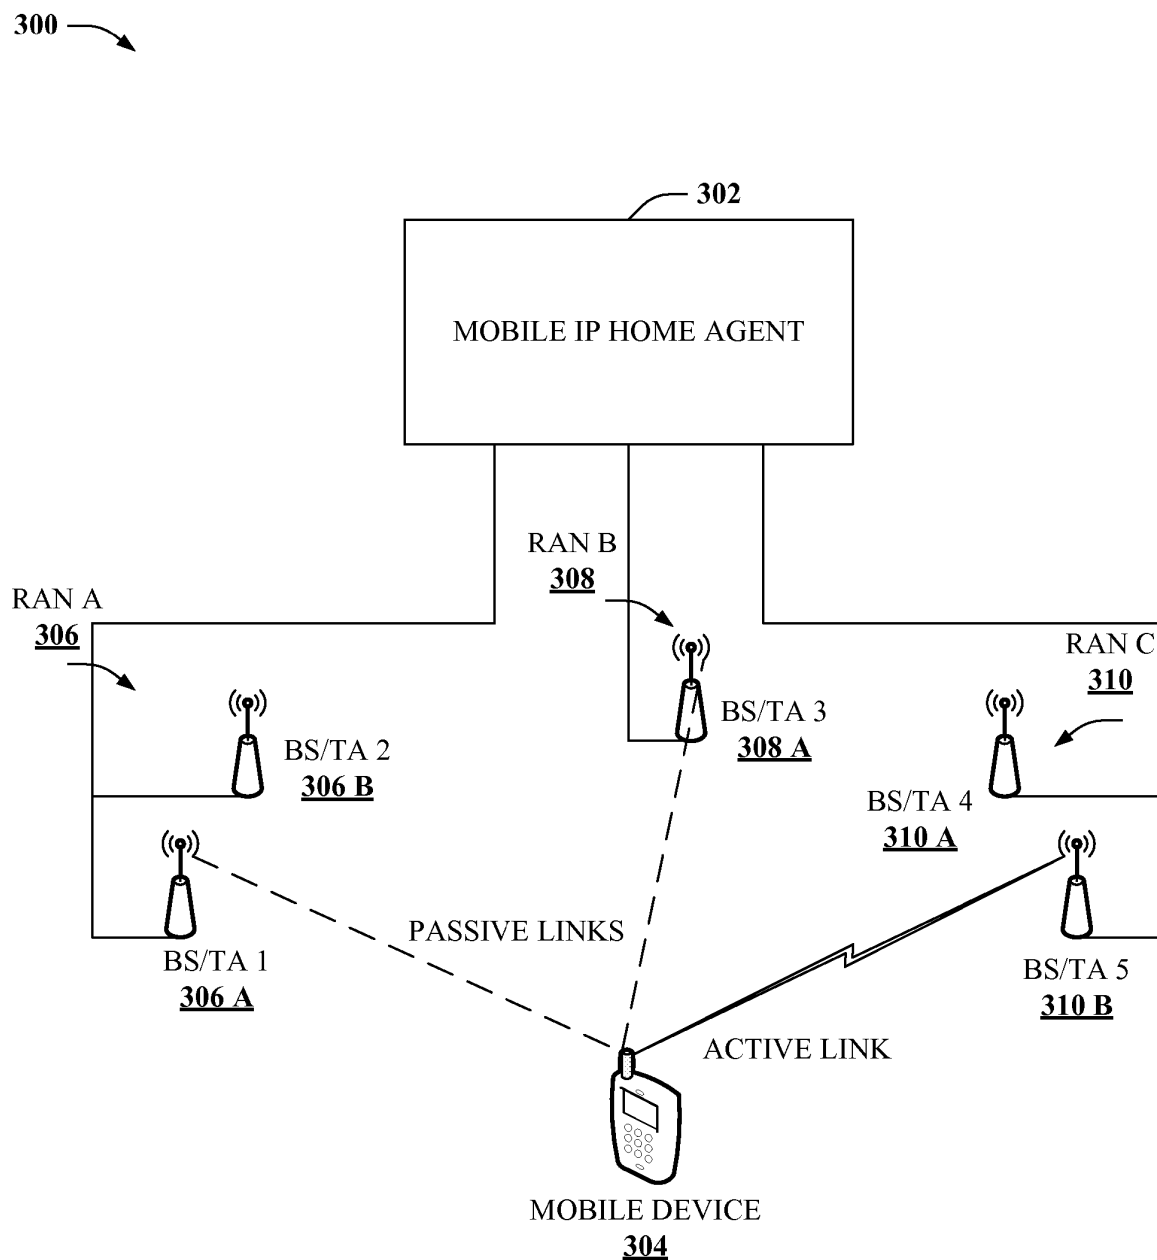 300
302
MOBILE IP HOME AGENT
RAN B
308
RAN A
306
RAN C
310
BS/TA 2
306 B
BS/TA 3
308 A
BS/TA 4
310 A
PASSIVE LINKS
BS/TA 1
306 A
BS/TA 5
310 B
ACTIVE LINK
MOBILE DEVICE
304